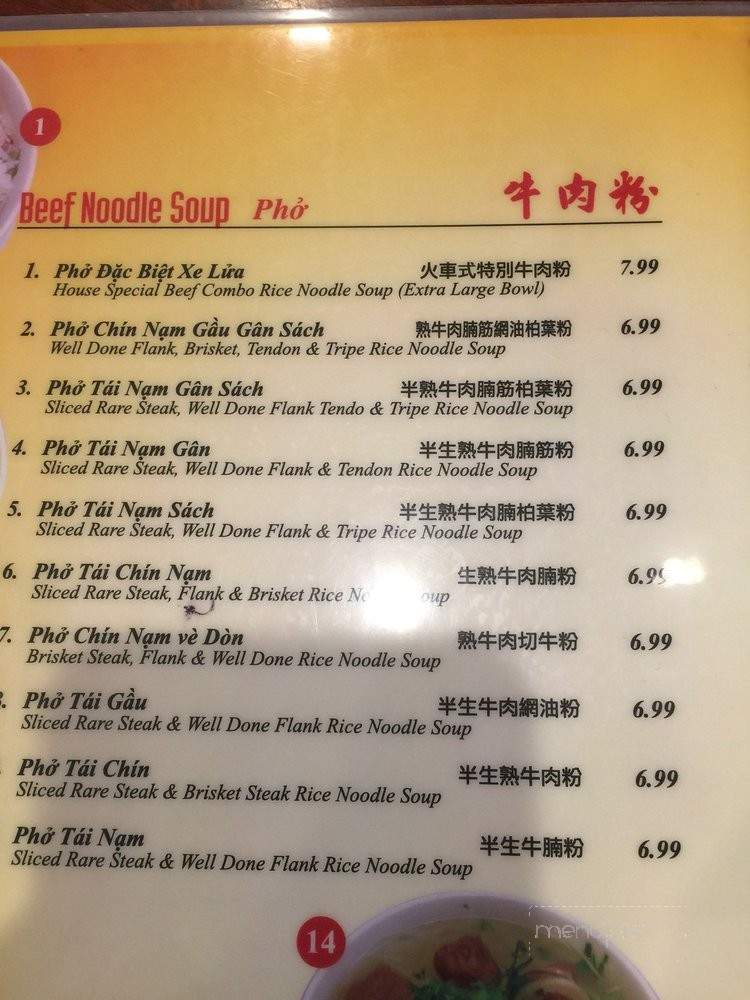 1
Beef Noodle Soup Phở 牛肉粉
1. Phở Đặc Biệt Xe Lửa 火車式特別牛肉粉 7.99
House Special Beef Combo Rice Noodle Soup (Extra Large Bowl)
2. Phở Chín Nạm Gầu Gân Sách 熟牛肉腩筋網油柏葉粉 6.99
Well Done Flank, Brisket, Tendon & Tripe Rice Noodle Soup
3. Phở Tái Nạm Gân Sách 半熟牛肉腩筋柏葉粉 6.99
Sliced Rare Steak, Well Done Flank Tendo & Tripe Rice Noodle Soup
4. Phở Tái Nạm Gân 半生熟牛肉腩筋粉 6.99
Sliced Rare Steak, Well Done Flank & Tendon Rice Noodle Soup
5. Phở Tái Nạm Sách 半生熟牛肉腩柏葉粉 6.99
Sliced Rare Steak, Well Done Flank & Tripe Rice Noodle Soup
6. Phở Tái Chín Nạm 生熟牛肉腩粉 6.99
Sliced Rare Steak, Flank & Brisket Rice
7. Phở Chín Nạm vè Dòn 熟牛肉切牛粉 6.99
Brisket Steak, Flank & Well Done Rice Noodle Soup
Phở Tái Gầu 半生牛肉網油粉 6.99
Sliced Rare Steak & Well Done Flank Rice Noodle Soup
Phở Tái Chín 半生熟牛肉粉 6.99
Sliced Rare Steak & Brisket Steak Rice Noodle Soup
Phở Tái Nạm 半生牛腩粉 6.99
Sliced Rare Steak & Well Done Flank Rice Noodle Soup
14